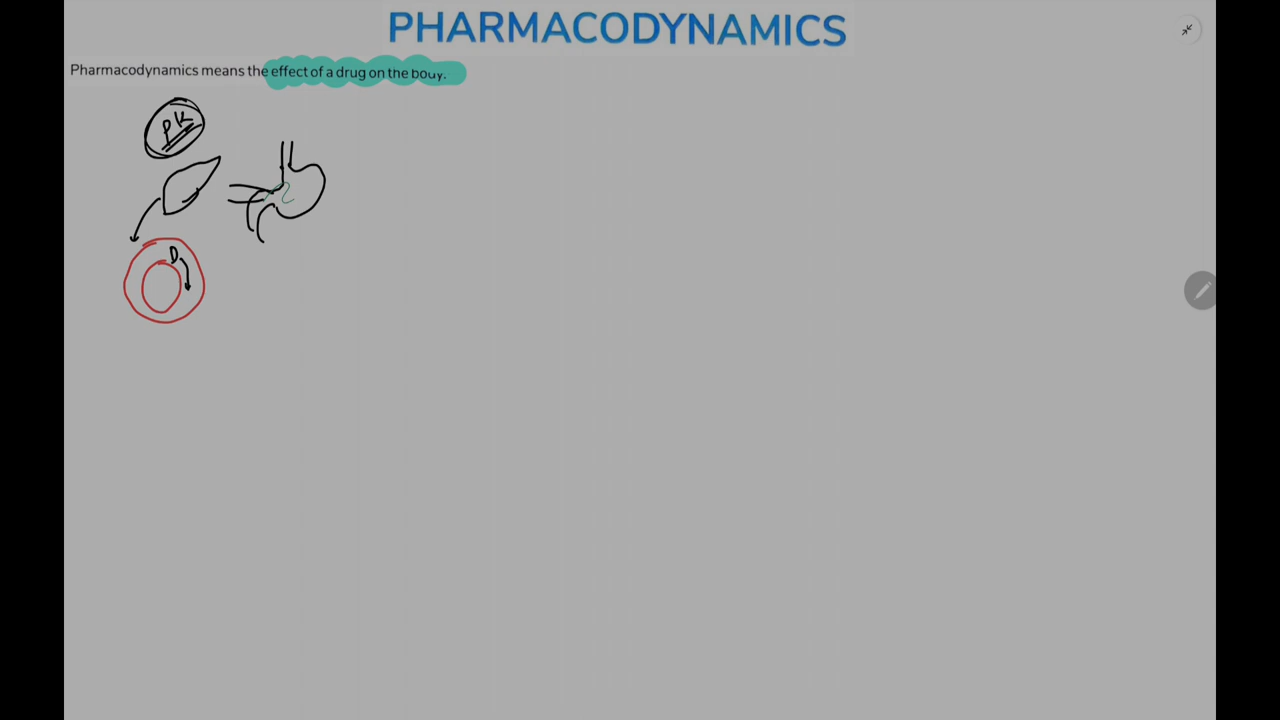 PHARMACODYNAMICS
Pharmacodynamics means the effect of a drug on the body.
PK
D